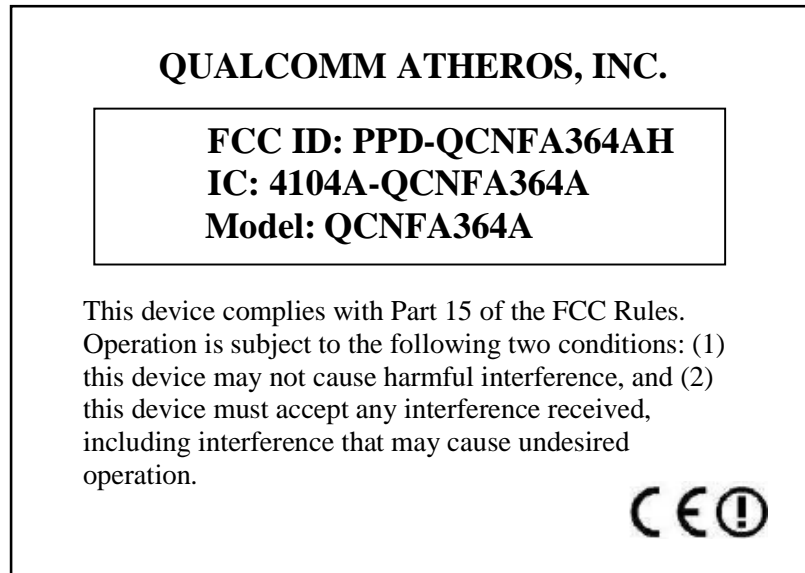 QUALCOMM ATHEROS, INC.
FCC ID: PPD-QCNFA364AH
IC: 4104A-QCNFA364A
Model: QCNFA364A
This device complies with Part 15 of the FCC Rules.
Operation is subject to the following two conditions: (1)
this device may not cause harmful interference, and (2)
this device must accept any interference received,
including interference that may cause undesired
operation.
CE!